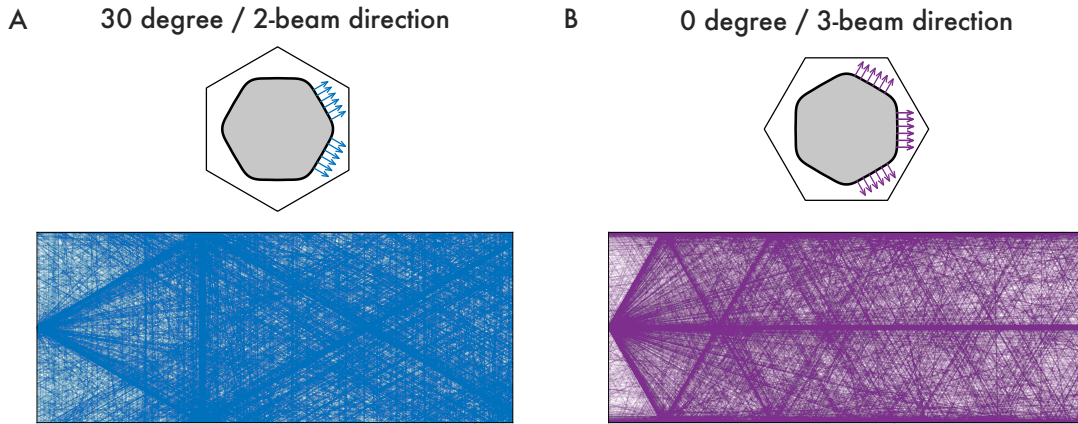 A
30 degree / 2-beam direction
B
0 degree / 3-beam direction